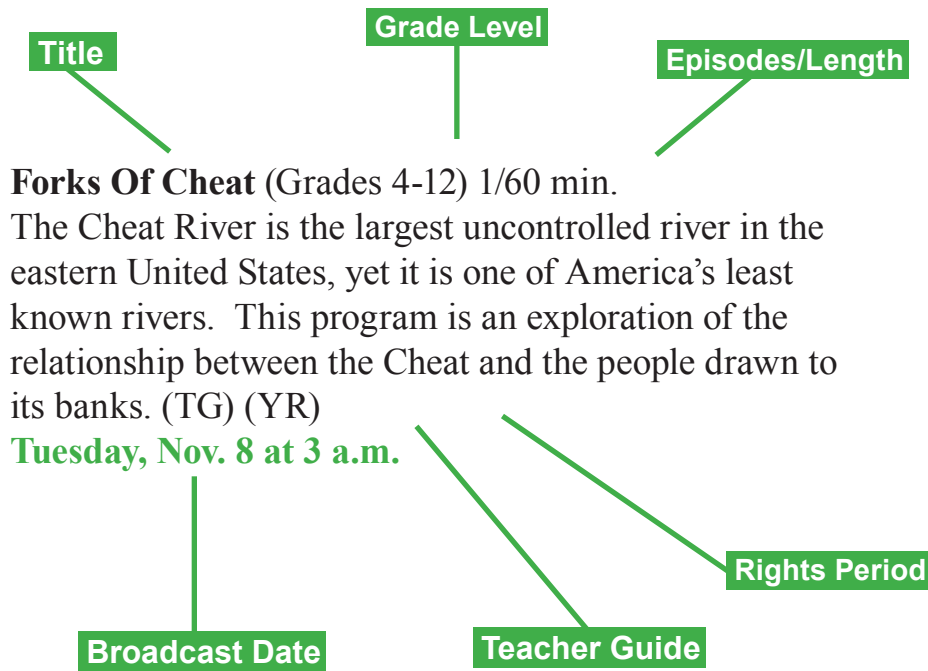 Grade Level
Title
Episodes/Length
Forks Of Cheat (Grades 4-12) 1/60 min.
The Cheat River is the largest uncontrolled river in the
eastern United States, yet it is one of America’s least
known rivers.  This program is an exploration of the
relationship between the Cheat and the people drawn to
its banks. (TG) (YR)
Tuesday, Nov. 8 at 3 a.m.
Rights Period
Broadcast Date
Teacher Guide